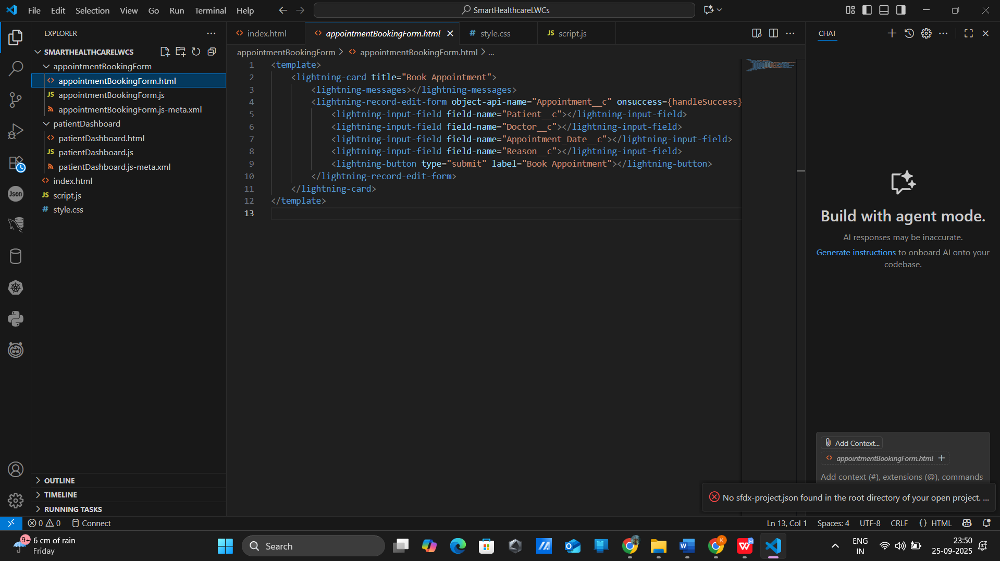 File Edit Selection View Go Run Terminal Help
SmartHealthcareLWCs
EXPLORER
SMARTHEALTHCARELWCS
appointmentBookingForm
<> appointmentBookingForm.html
JS appointmentBookingForm.js
appointmentBookingForm.js-meta.xml
patientDashboard
<> patientDashboard.html
JS patientDashboard.js
patientDashboard.js-meta.xml
<> index.html
JS script.js
# style.css
Json
OUTLINE
TIMELINE
RUNNING TASKS
<> index.html
<> appointmentBookingForm.html
# style.css
JS script.js
appointmentBookingForm > <> appointmentBookingForm.html > ...
1 <template>
2 <lightning-card title="Book Appointment">
3 <lightning-messages></lightning-messages>
4 <lightning-record-edit-form object-api-name="Appointment__c" onsuccess={handleSuccess}
5 <lightning-input-field field-name="Patient__c"></lightning-input-field>
6 <lightning-input-field field-name="Doctor__c"></lightning-input-field>
7 <lightning-input-field field-name="Appointment_Date__c"></lightning-input-field>
8 <lightning-input-field field-name="Reason__c"></lightning-input-field>
9 <lightning-button type="submit" label="Book Appointment"></lightning-button>
10 </lightning-record-edit-form>
11 </lightning-card>
12 </template>
13
CHAT
Build with agent mode.
AI responses may be inaccurate.
Generate instructions to onboard AI onto your
codebase.
Add Context...
<> appointmentBookingForm.html +
Add context (#), extensions (@), commands
No sfdx-project.json found in the root directory of your open project. ...
0 0 Connect
Ln 13, Col 1 Spaces: 4 UTF-8 CRLF {} HTML
9+
6 cm of rain
Friday
Search
K
W
ENG
IN
23:50
25-09-2025